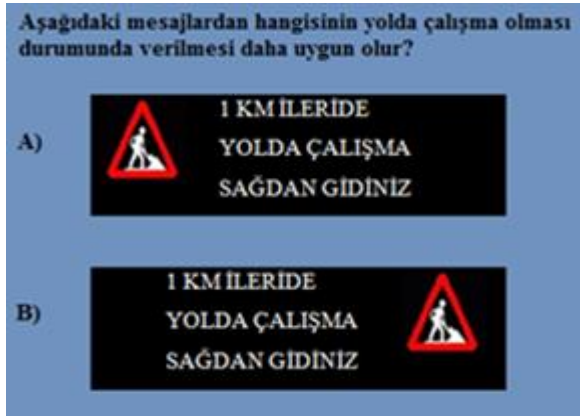 Aşağıdaki mesajlardan hangisinin yolda çalışma olması
durumunda verilmesi daha uygun olur?
A)
1 KM İLERİDE
YOLDA ÇALIŞMA
SAĞDAN GİDİNİZ
B)
1 KM İLERİDE
YOLDA ÇALIŞMA
SAĞDAN GİDİNİZ